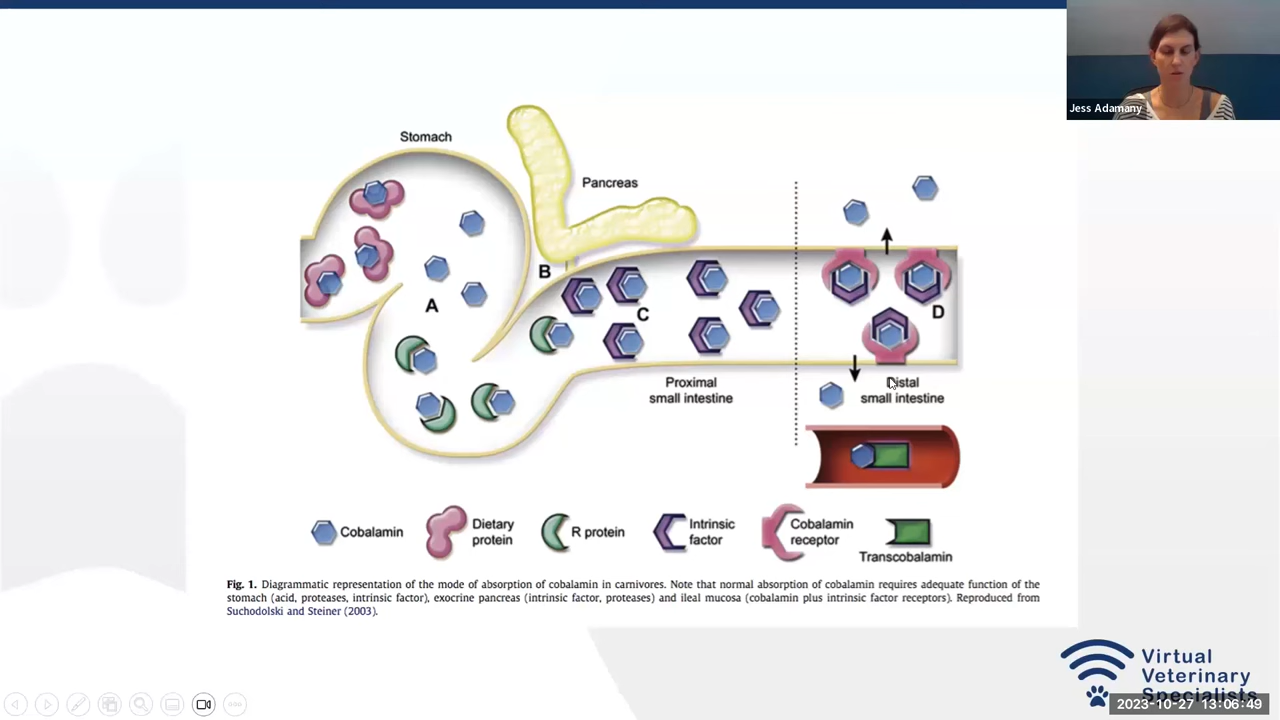 Jess Adamany
Stomach
Pancreas
B
A
C
D
Proximal
small intestine
Distal
small intestine
Cobalamin
Dietary
protein
R protein
Intrinsic
factor
Cobalamin
receptor
Transcobalamin
Fig. 1. Diagrammatic representation of the mode of absorption of cobalamin in carnivores. Note that normal absorption of cobalamin requires adequate function of the
stomach (acid, proteases, intrinsic factor), exocrine pancreas (intrinsic factor, proteases) and ileal mucosa (cobalamin plus intrinsic factor receptors). Reproduced from
Suchodolski and Steiner (2003).
Virtual
Veterinary
Specialists
2023-10-27 13:06:49